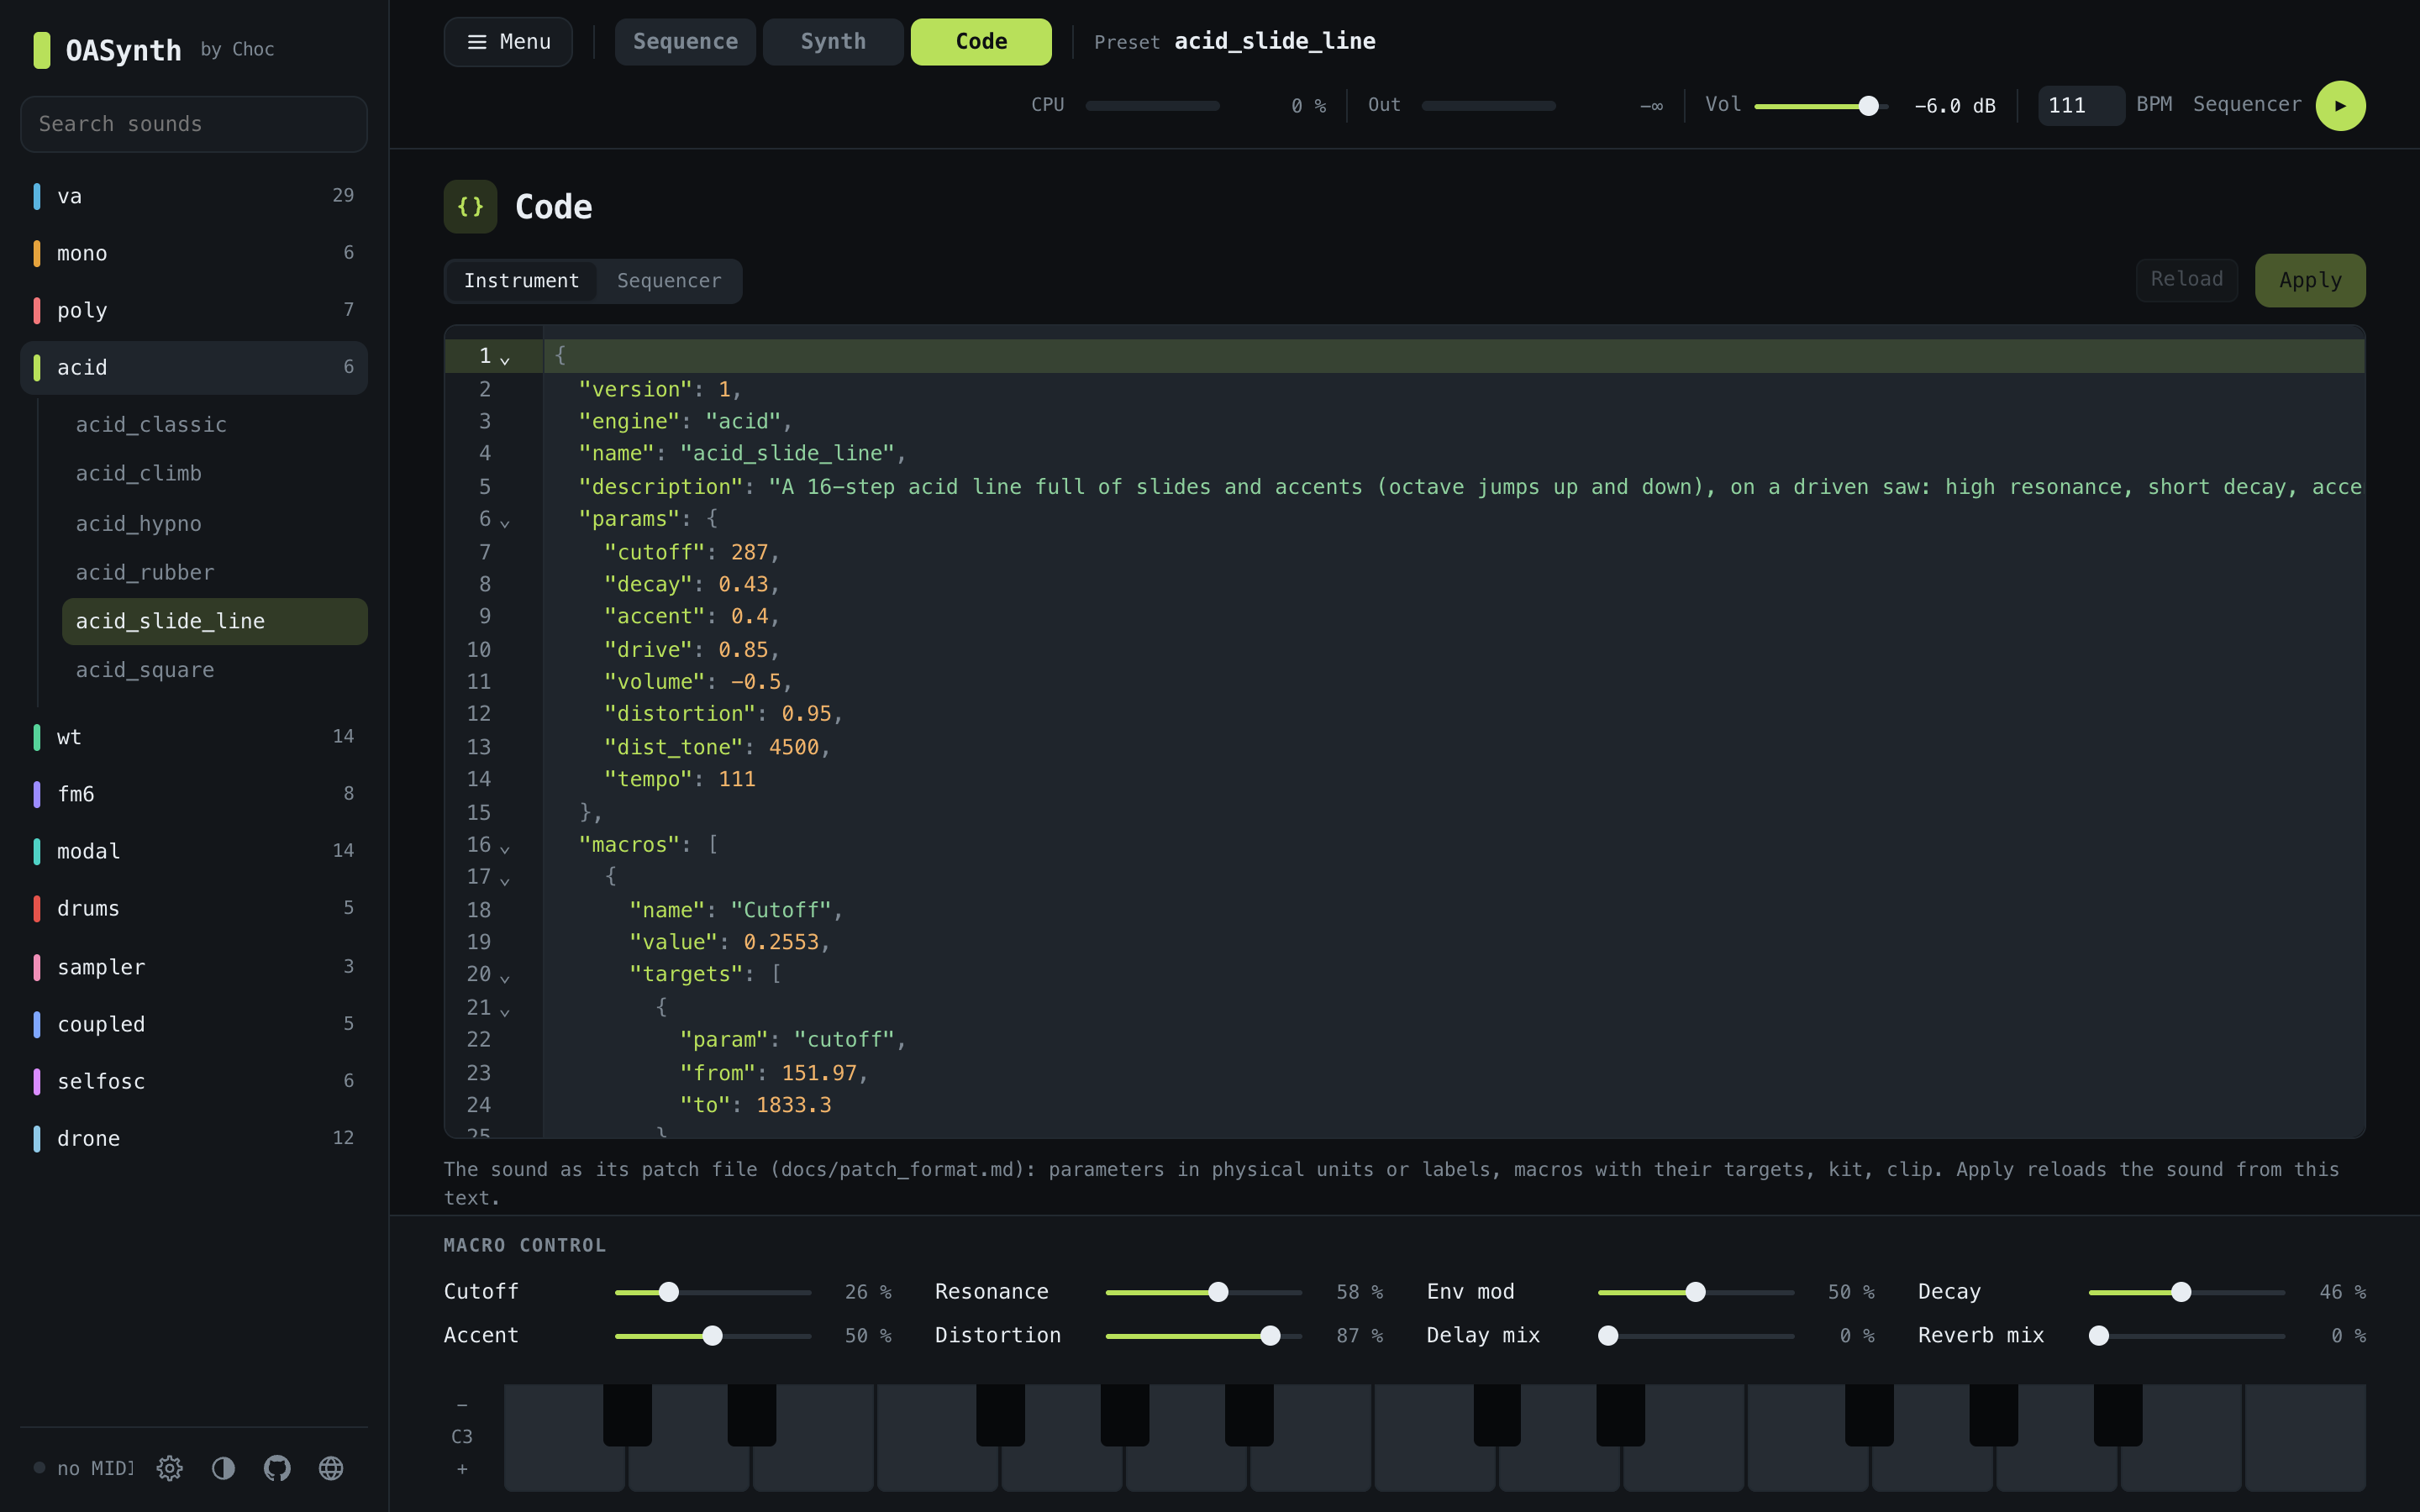 OASynth by Choc
Search sounds
va 29
mono 6
poly 7
acid 6
acid_classic
acid_climb
acid_hypno
acid_rubber
acid_slide_line
acid_square
wt 14
fm6 8
modal 14
drums 5
sampler 3
coupled 5
selfosc 6
drone 12
no MIDI
Menu Sequence Synth Code Preset acid_slide_line
CPU 0 % Out −∞ Vol −6.0 dB 111 BPM Sequencer
{} Code
Instrument Sequencer Reload Apply
1 {
2 "version": 1,
3 "engine": "acid",
4 "name": "acid_slide_line",
5 "description": "A 16-step acid line full of slides and accents (octave jumps up and down), on a driven saw: high resonance, short decay, acce
6 "params": {
7 "cutoff": 287,
8 "decay": 0.43,
9 "accent": 0.4,
10 "drive": 0.85,
11 "volume": -0.5,
12 "distortion": 0.95,
13 "dist_tone": 4500,
14 "tempo": 111
15 },
16 "macros": [
17 {
18 "name": "Cutoff",
19 "value": 0.2553,
20 "targets": [
21 {
22 "param": "cutoff",
23 "from": 151.97,
24 "to": 1833.3
25 }
The sound as its patch file (docs/patch_format.md): parameters in physical units or labels, macros with their targets, kit, clip. Apply reloads the sound from this
text.
MACRO CONTROL
Cutoff 26 % Resonance 58 % Env mod 50 % Decay 46 %
Accent 50 % Distortion 87 % Delay mix 0 % Reverb mix 0 %
−
C3
+